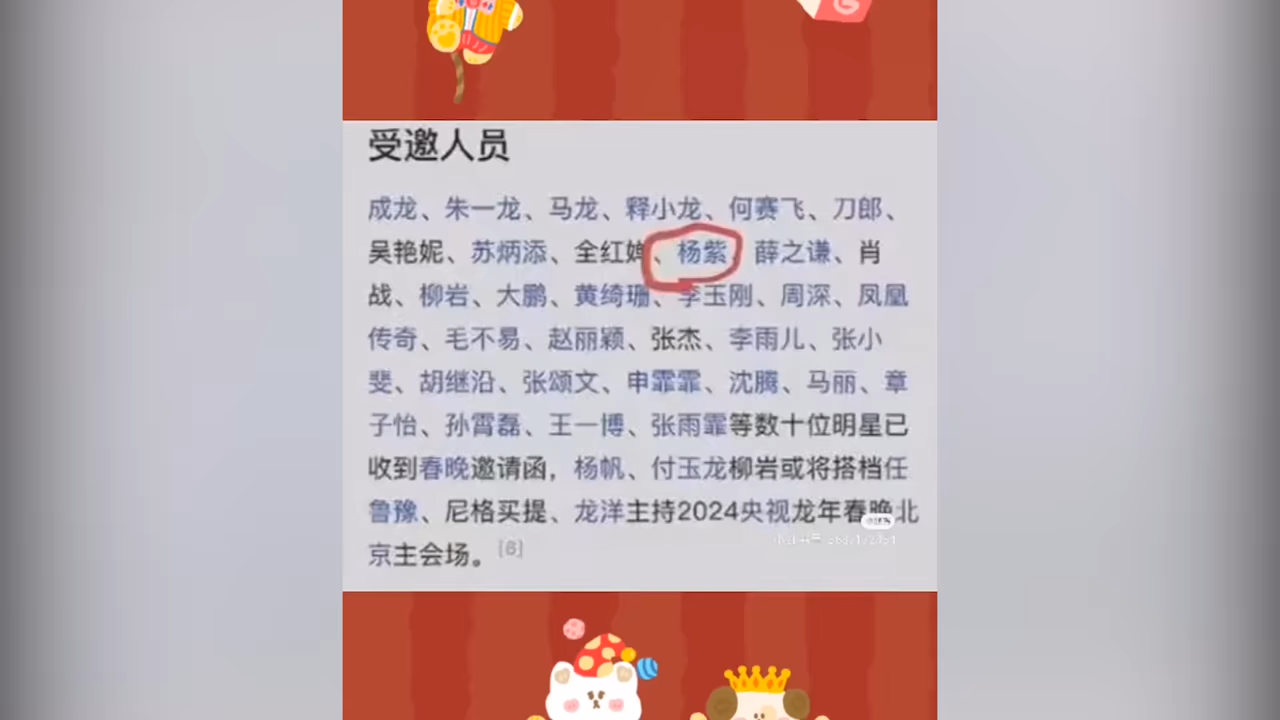 受邀人员
成龙、朱一龙、马龙、释小龙、何赛飞、刀郎、
吴艳妮、苏炳添、全红婵、杨紫、薛之谦、肖
战、柳岩、大鹏、黄绮珊、李玉刚、周深、凤凰
传奇、毛不易、赵丽颖、张杰、李雨儿、张小
斐、胡继沿、张颂文、申霏霏、沈腾、马丽、章
子怡、孙霄磊、王一博、张雨霏等数十位明星已
收到春晚邀请函，杨帆、付玉龙柳岩或将搭档任
鲁豫、尼格买提、龙洋主持2024央视龙年春晚北
京主会场。[6]